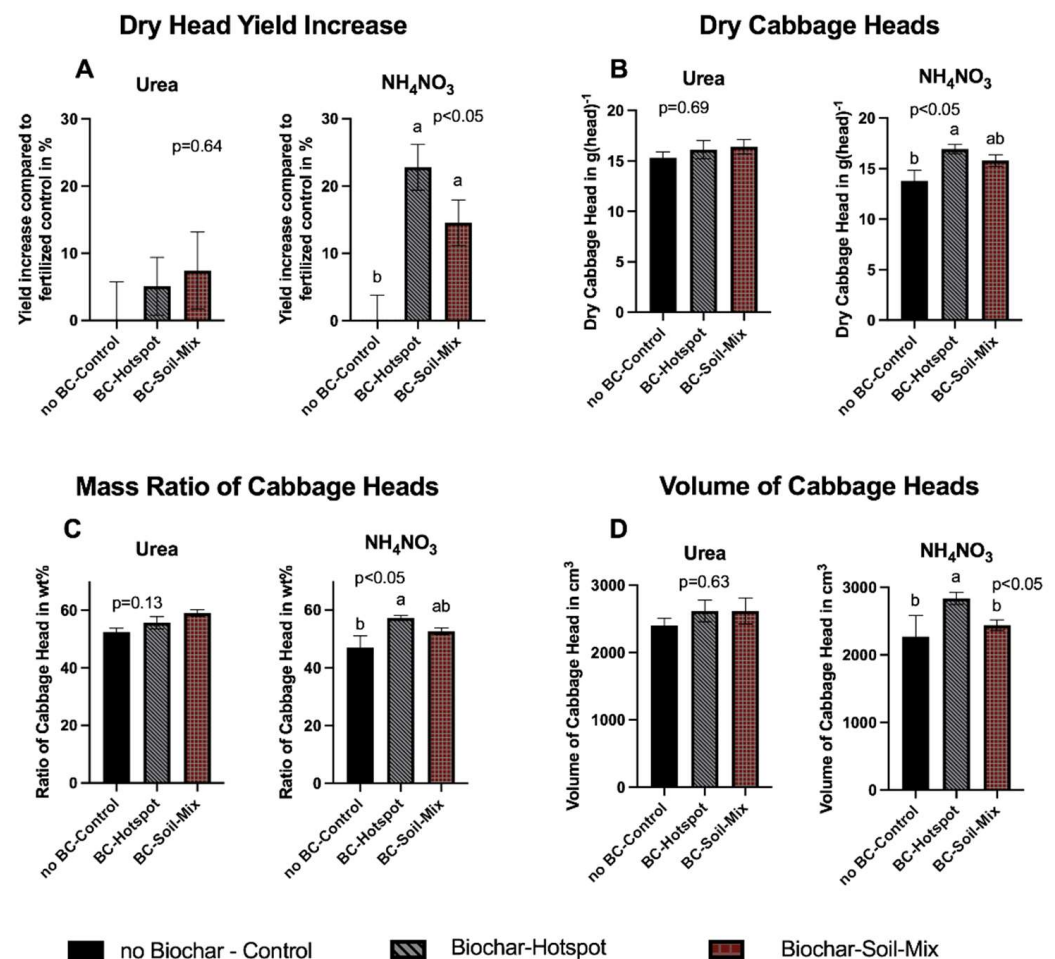 Dry Head Yield Increase
A
Urea
Yield increase compared to
fertilized control in %
30
20
10
0
p=0.64
no BC-Control
BC-Hotspot
BC-Soil-Mix
NH₄NO₃
Yield increase compared to
fertilized control in %
30
20
10
0
p<0.05
b
a
a
no BC-Control
BC-Hotspot
BC-Soil-Mix
Dry Cabbage Heads
B
Urea
Dry Cabbage Head in g(head)⁻¹
20
15
10
5
0
p=0.69
no BC-Control
BC-Hotspot
BC-Soil-Mix
NH₄NO₃
Dry Cabbage Head in g(head)⁻¹
20
15
10
5
0
p<0.05
b
a
ab
no BC-Control
BC-Hotspot
BC-Soil-Mix
Mass Ratio of Cabbage Heads
C
Urea
Ratio of Cabbage Head in wt%
60
40
20
0
p=0.13
no BC-Control
BC-Hotspot
BC-Soil-Mix
NH₄NO₃
Ratio of Cabbage Head in wt%
60
40
20
0
p<0.05
b
a
ab
no BC-Control
BC-Hotspot
BC-Soil-Mix
Volume of Cabbage Heads
D
Urea
Volume of Cabbage Head in cm³
3000
2000
1000
0
p=0.63
no BC-Control
BC-Hotspot
BC-Soil-Mix
NH₄NO₃
Volume of Cabbage Head in cm³
3000
2000
1000
0
p<0.05
b
a
b
no BC-Control
BC-Hotspot
BC-Soil-Mix
no Biochar - Control
Biochar-Hotspot
Biochar-Soil-Mix